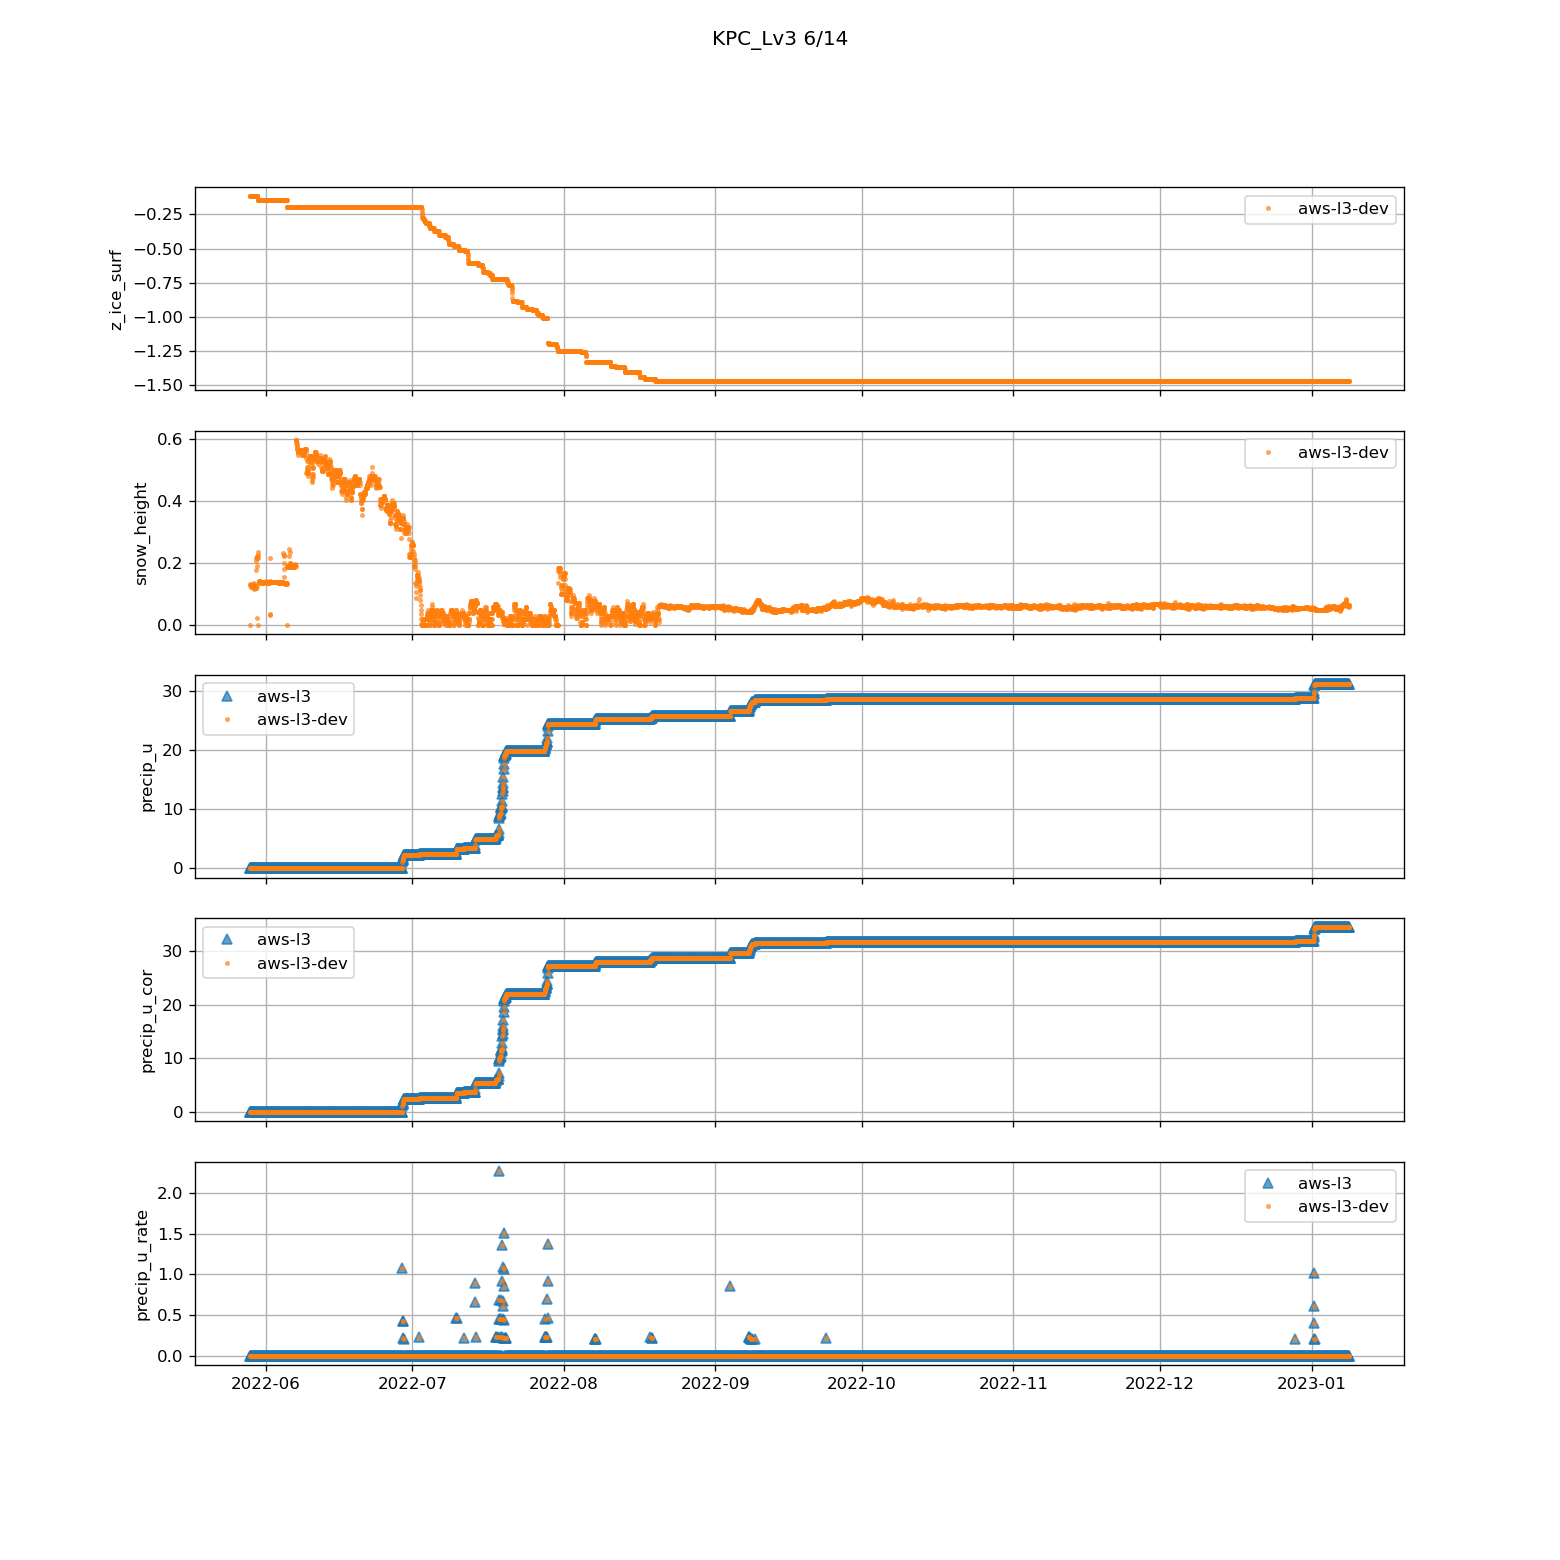 KPC_Lv3 6/14
z_ice_surf
−0.25
−0.50
−0.75
−1.00
−1.25
−1.50
aws-l3-dev
snow_height
0.6
0.4
0.2
0.0
aws-l3-dev
precip_u
30
20
10
0
aws-l3
aws-l3-dev
precip_u_cor
30
20
10
0
aws-l3
aws-l3-dev
precip_u_rate
2.0
1.5
1.0
0.5
0.0
aws-l3
aws-l3-dev
2022-06 2022-07 2022-08 2022-09 2022-10 2022-11 2022-12 2023-01